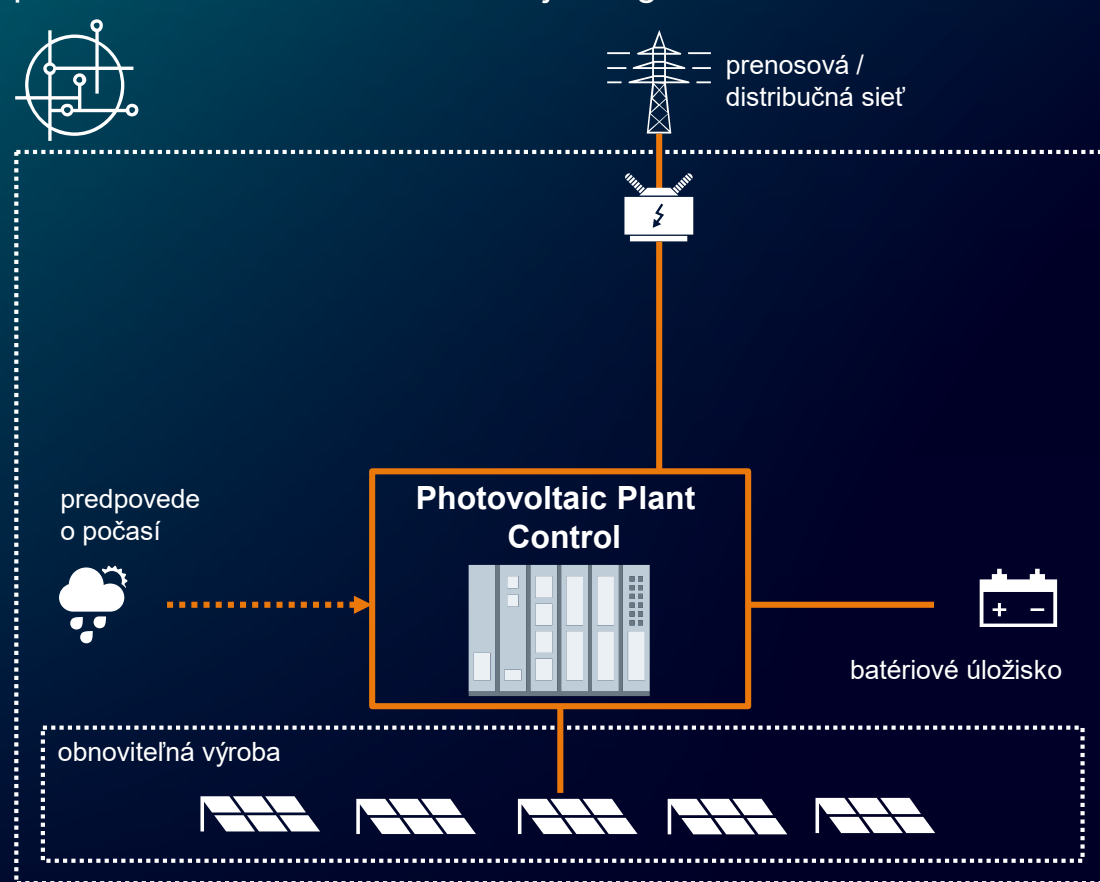 prenosová /
distribučná sieť
Photovoltaic Plant
Control
predpovede
o počasí
+ −
batériové úložisko
obnoviteľná výroba